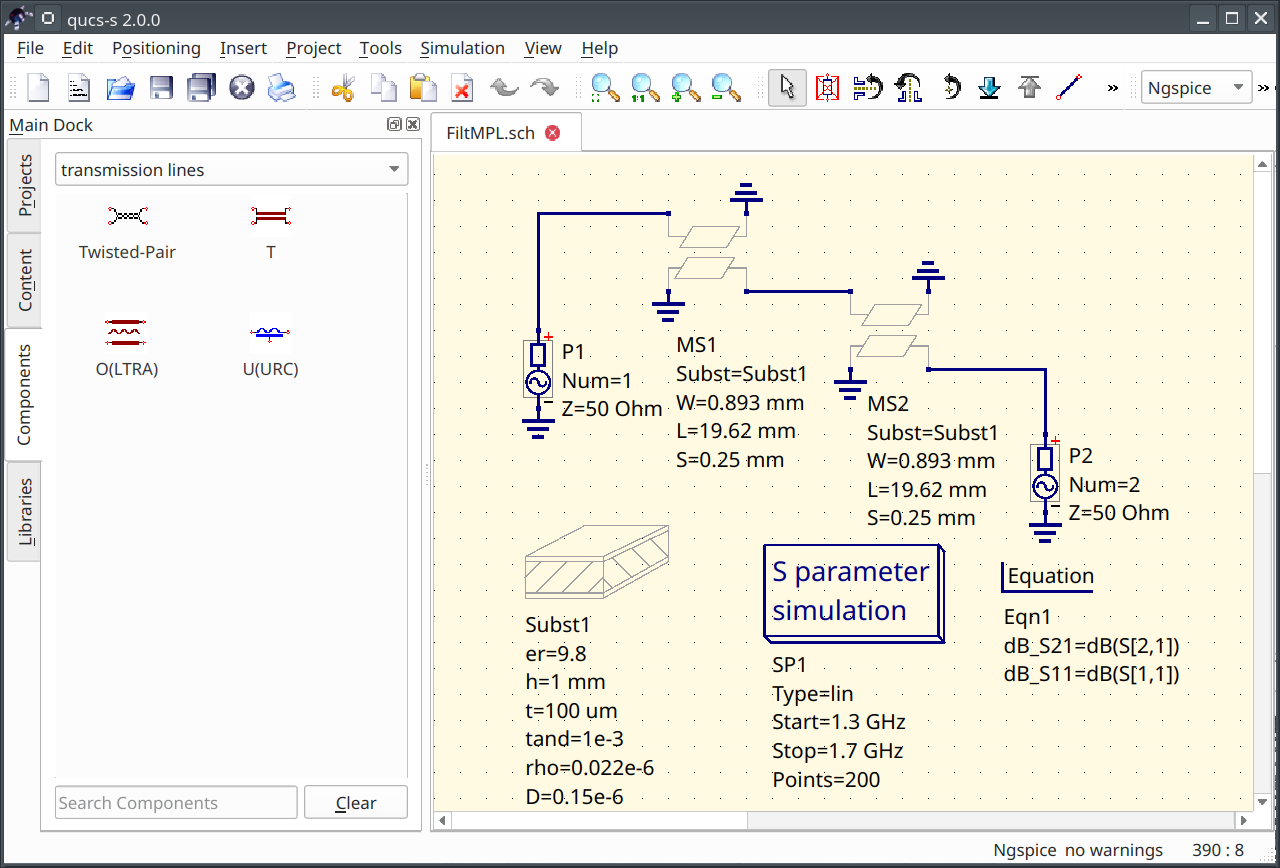 qucs-s 2.0.0
File Edit Positioning Insert Project Tools Simulation View Help
1:1
Ngspice
»
»
Main Dock
FiltMPL.sch
Projects
Content
Components
Libraries
transmission lines
Twisted-Pair
T
O(LTRA)
U(URC)
Search Components
Clear
P1
Num=1
Z=50 Ohm
MS1
Subst=Subst1
W=0.893 mm
L=19.62 mm
S=0.25 mm
MS2
Subst=Subst1
W=0.893 mm
L=19.62 mm
S=0.25 mm
P2
Num=2
Z=50 Ohm
Subst1
er=9.8
h=1 mm
t=100 um
tand=1e-3
rho=0.022e-6
D=0.15e-6
S parameter
simulation
SP1
Type=lin
Start=1.3 GHz
Stop=1.7 GHz
Points=200
Equation
Eqn1
dB_S21=dB(S[2,1])
dB_S11=dB(S[1,1])
Ngspice no warnings 390 : 8